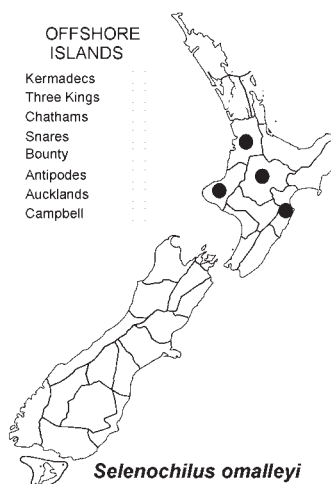 OFFSHORE
ISLANDS
Kermadecs
Three Kings
Chathams
Snares
Bounty
Antipodes
Aucklands
Campbell
Selenochilus omalleyi